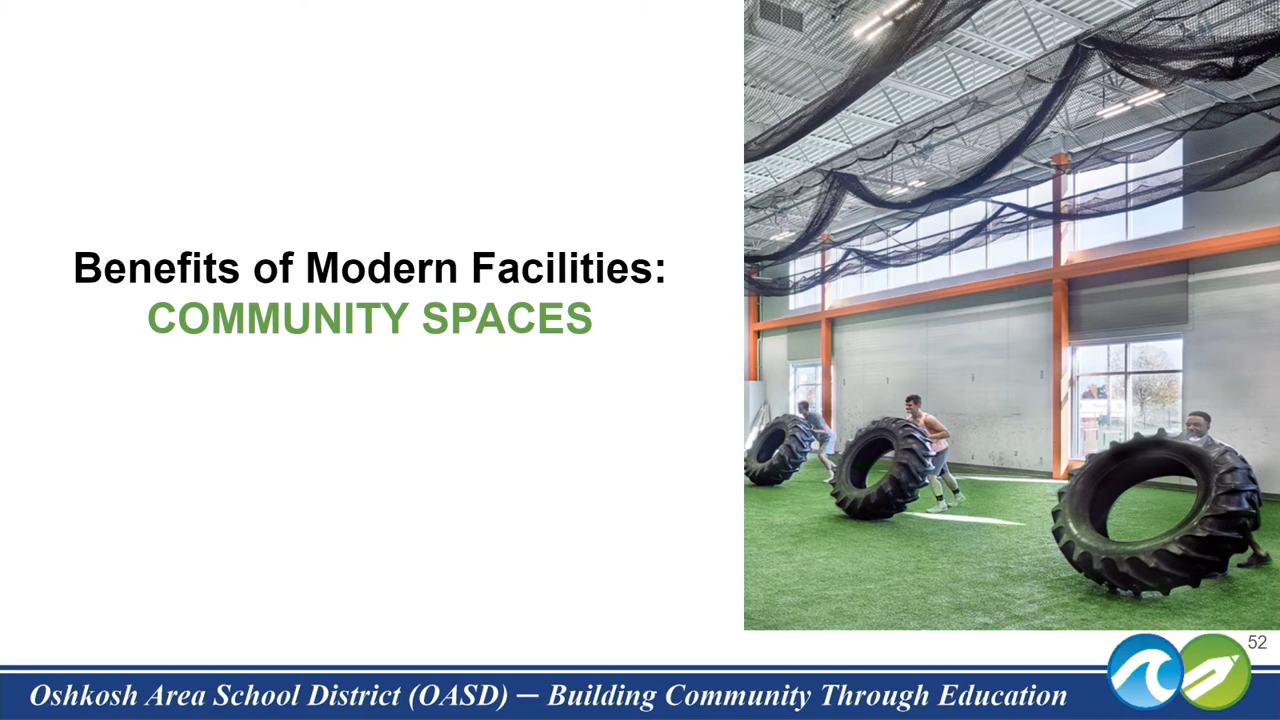 Benefits of Modern Facilities:
COMMUNITY SPACES
52
Oshkosh Area School District (OASD) — Building Community Through Education